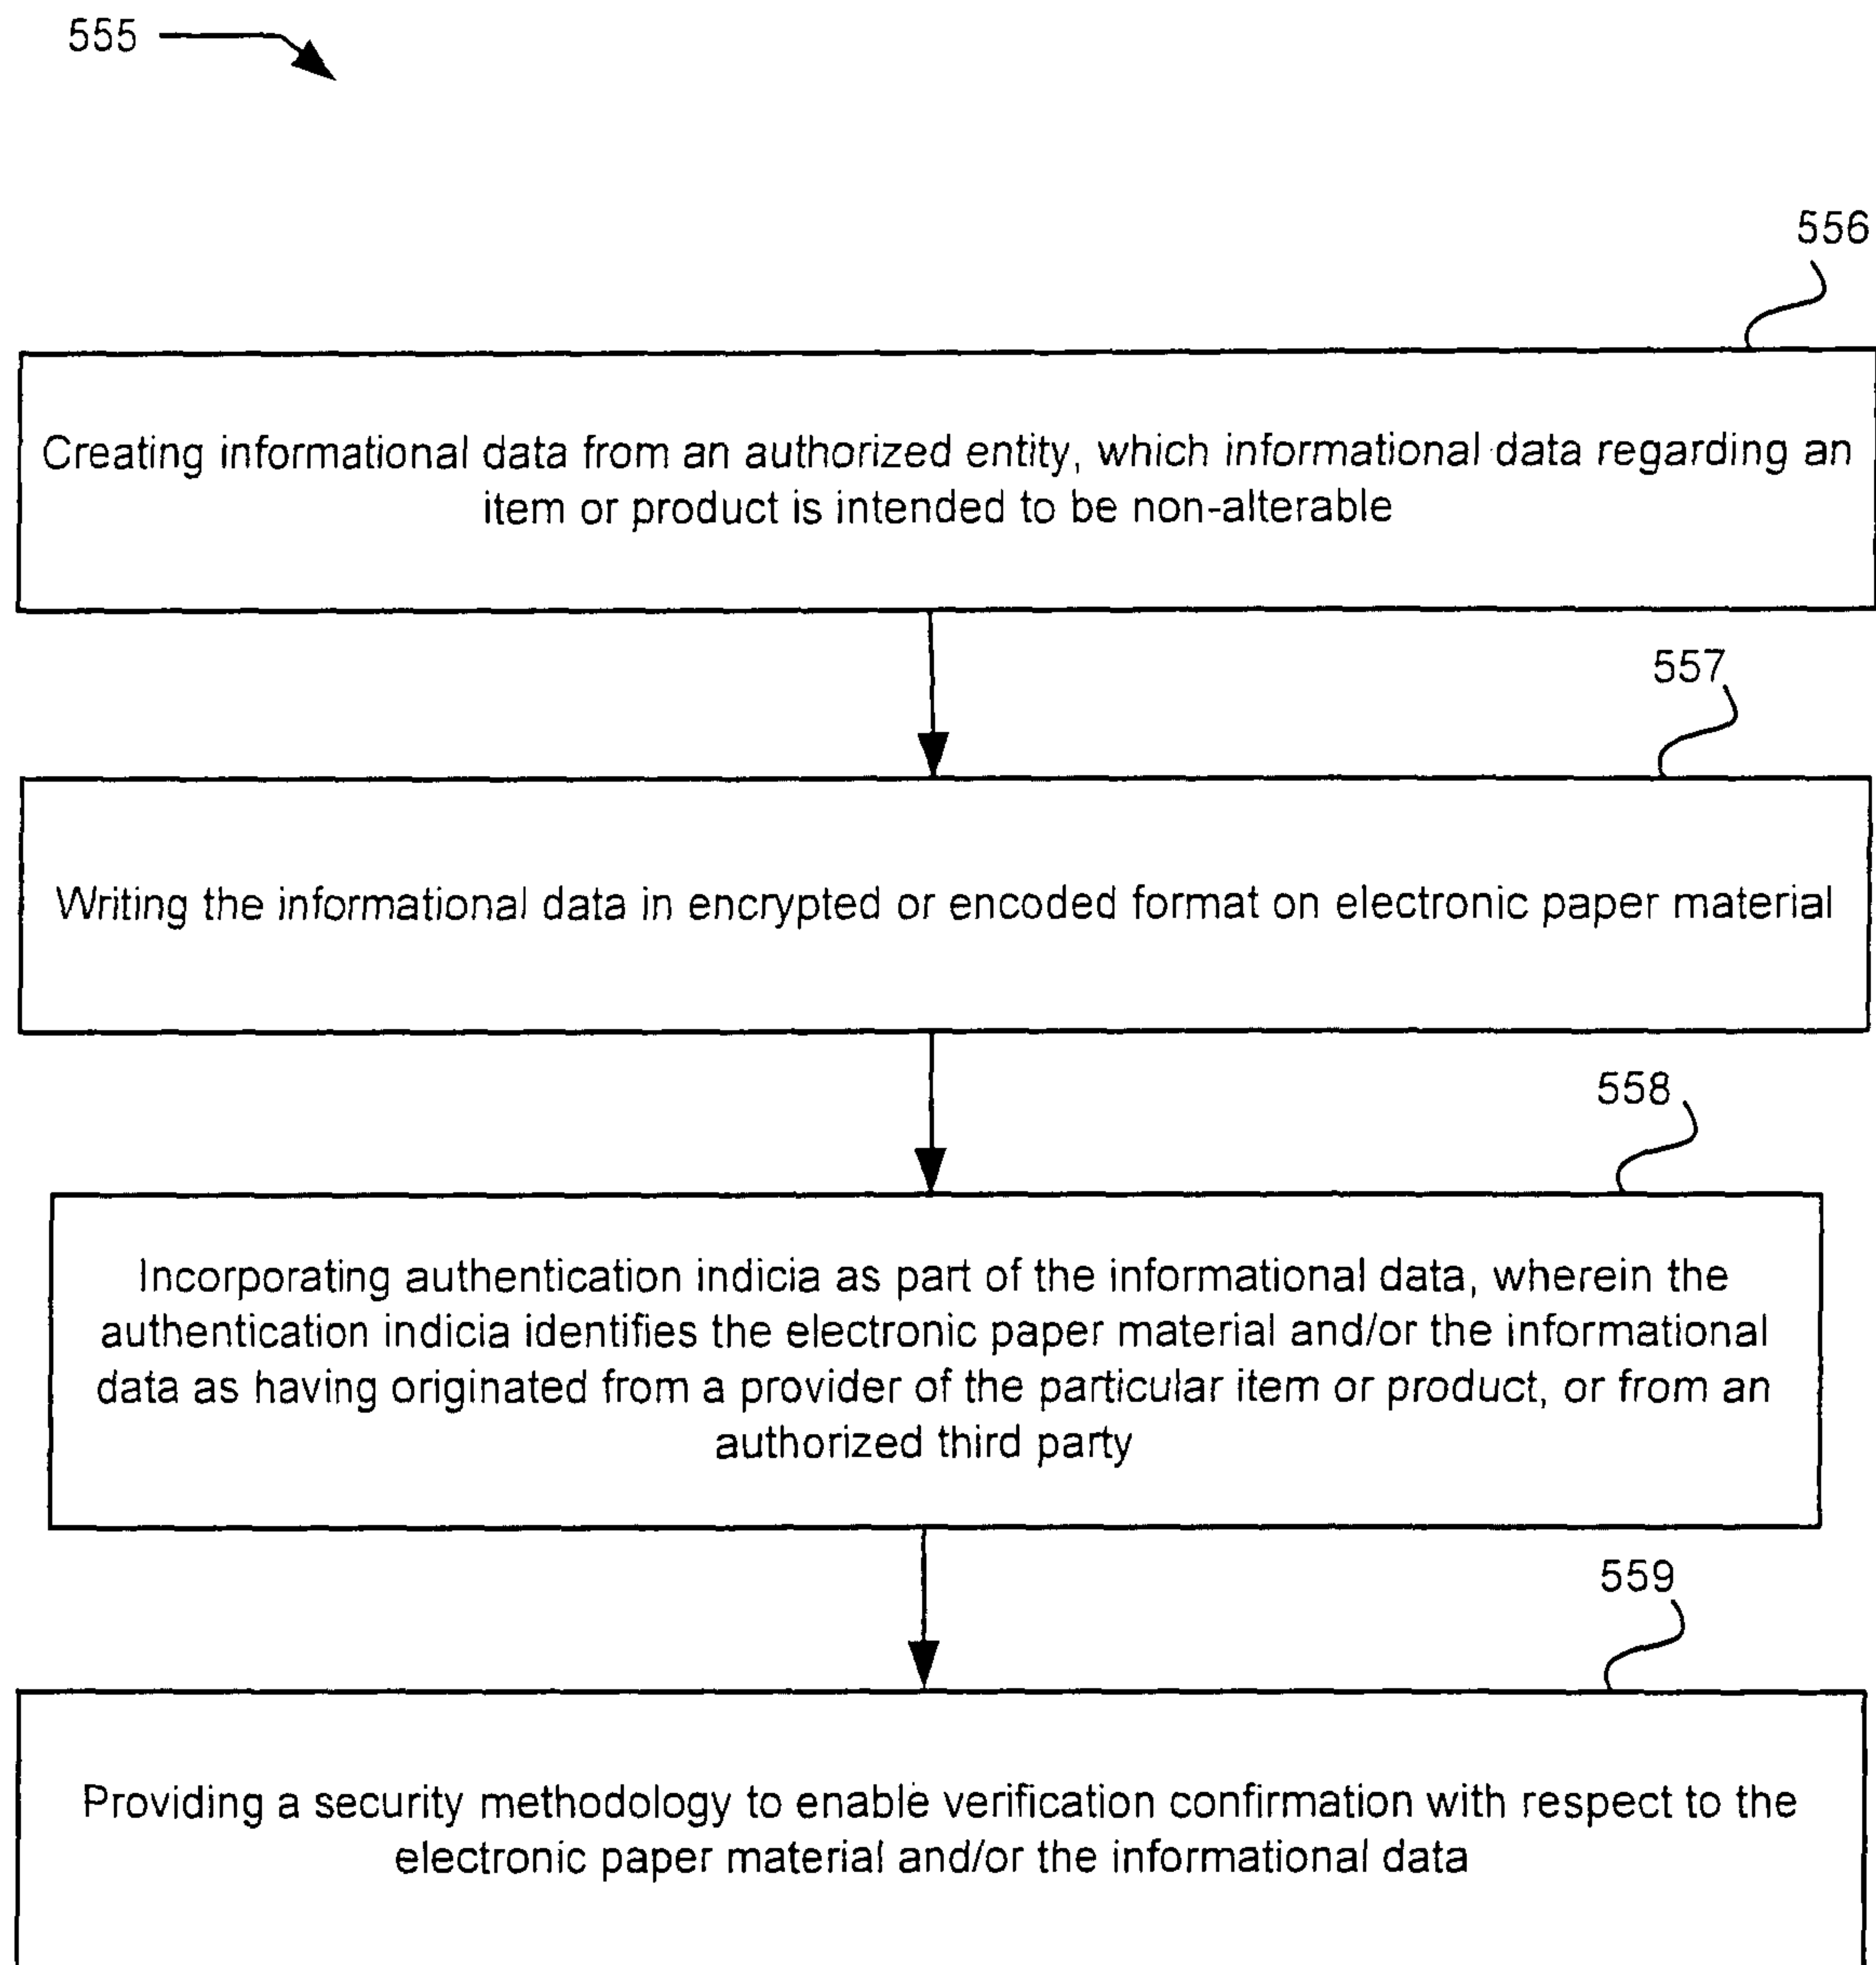 555
556
Creating informational data from an authorized entity, which informational data regarding an
item or product is intended to be non-alterable
557
Writing the informational data in encrypted or encoded format on electronic paper material
558
Incorporating authentication indicia as part of the informational data, wherein the
authentication indicia identifies the electronic paper material and/or the informational
data as having originated from a provider of the particular item or product, or from an
authorized third party
559
Providing a security methodology to enable verification confirmation with respect to the
electronic paper material and/or the informational data